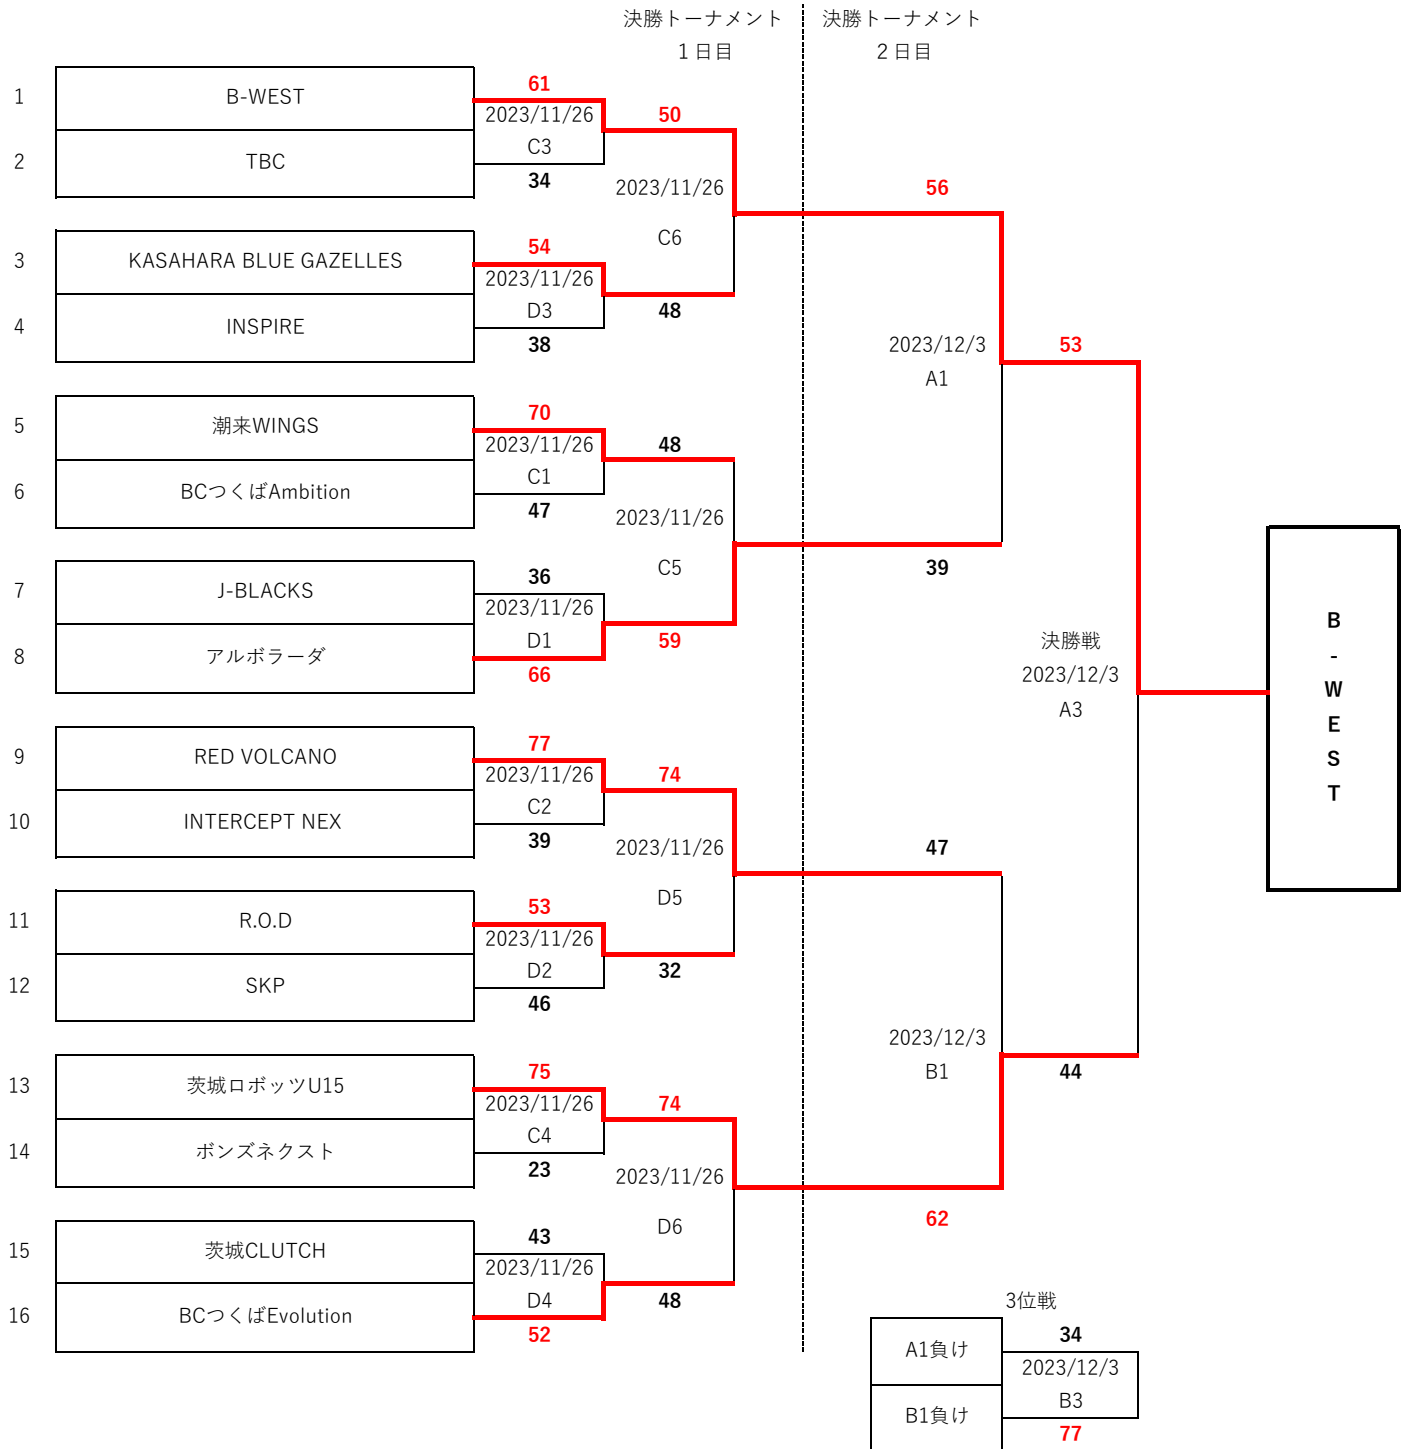 決勝トーナメント
1日目
決勝トーナメント
2日目
1
B-WEST
61
2023/11/26
C3
2
TBC
34
50
2023/11/26
C6
3
KASAHARA BLUE GAZELLES
54
2023/11/26
D3
4
INSPIRE
38
48
56
2023/12/3
A1
5
潮来WINGS
70
2023/11/26
C1
6
BCつくばAmbition
47
48
2023/11/26
C5
7
J-BLACKS
36
2023/11/26
D1
8
アルボラーダ
66
59
39
53
決勝戦
2023/12/3
A3
B
-
W
E
S
T
9
RED VOLCANO
77
2023/11/26
C2
10
INTERCEPT NEX
39
74
2023/11/26
D5
11
R.O.D
53
2023/11/26
D2
12
SKP
46
32
47
2023/12/3
B1
13
茨城ロボッツU15
75
2023/11/26
C4
14
ボンズネクスト
23
74
2023/11/26
D6
15
茨城CLUTCH
43
2023/11/26
D4
16
BCつくばEvolution
52
48
62
44
3位戦
A1負け
34
2023/12/3
B3
B1負け
77